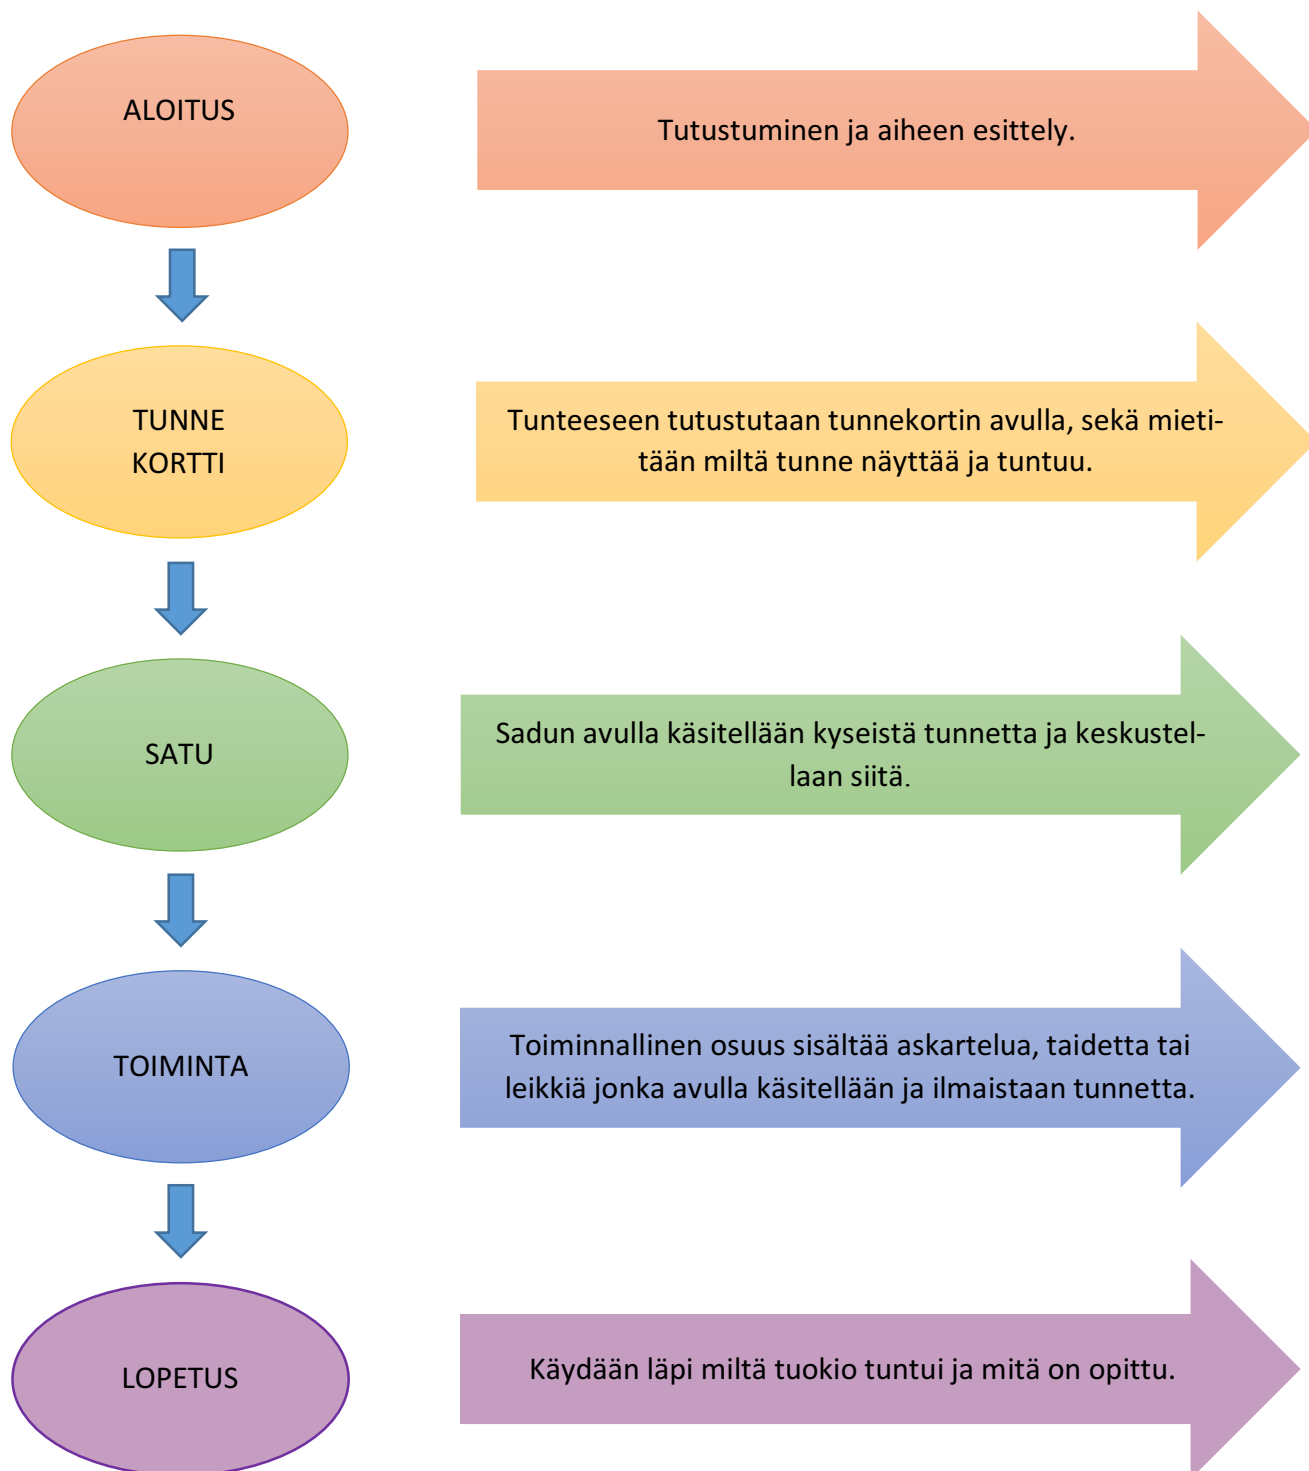 ALOITUS
Tutustuminen ja aiheen esittely.
TUNNE
KORTTI
Tunteeseen tutustutaan tunnekortin avulla, sekä mieti-
tään miltä tunne näyttää ja tuntuu.
SATU
Sadun avulla käsitellään kyseistä tunnetta ja keskustel-
laan siitä.
TOIMINTA
Toiminnallinen osuus sisältää askartelua, taidetta tai
leikkiä jonka avulla käsitellään ja ilmaistaan tunnetta.
LOPETUS
Käydään läpi miltä tuokio tuntui ja mitä on opittu.